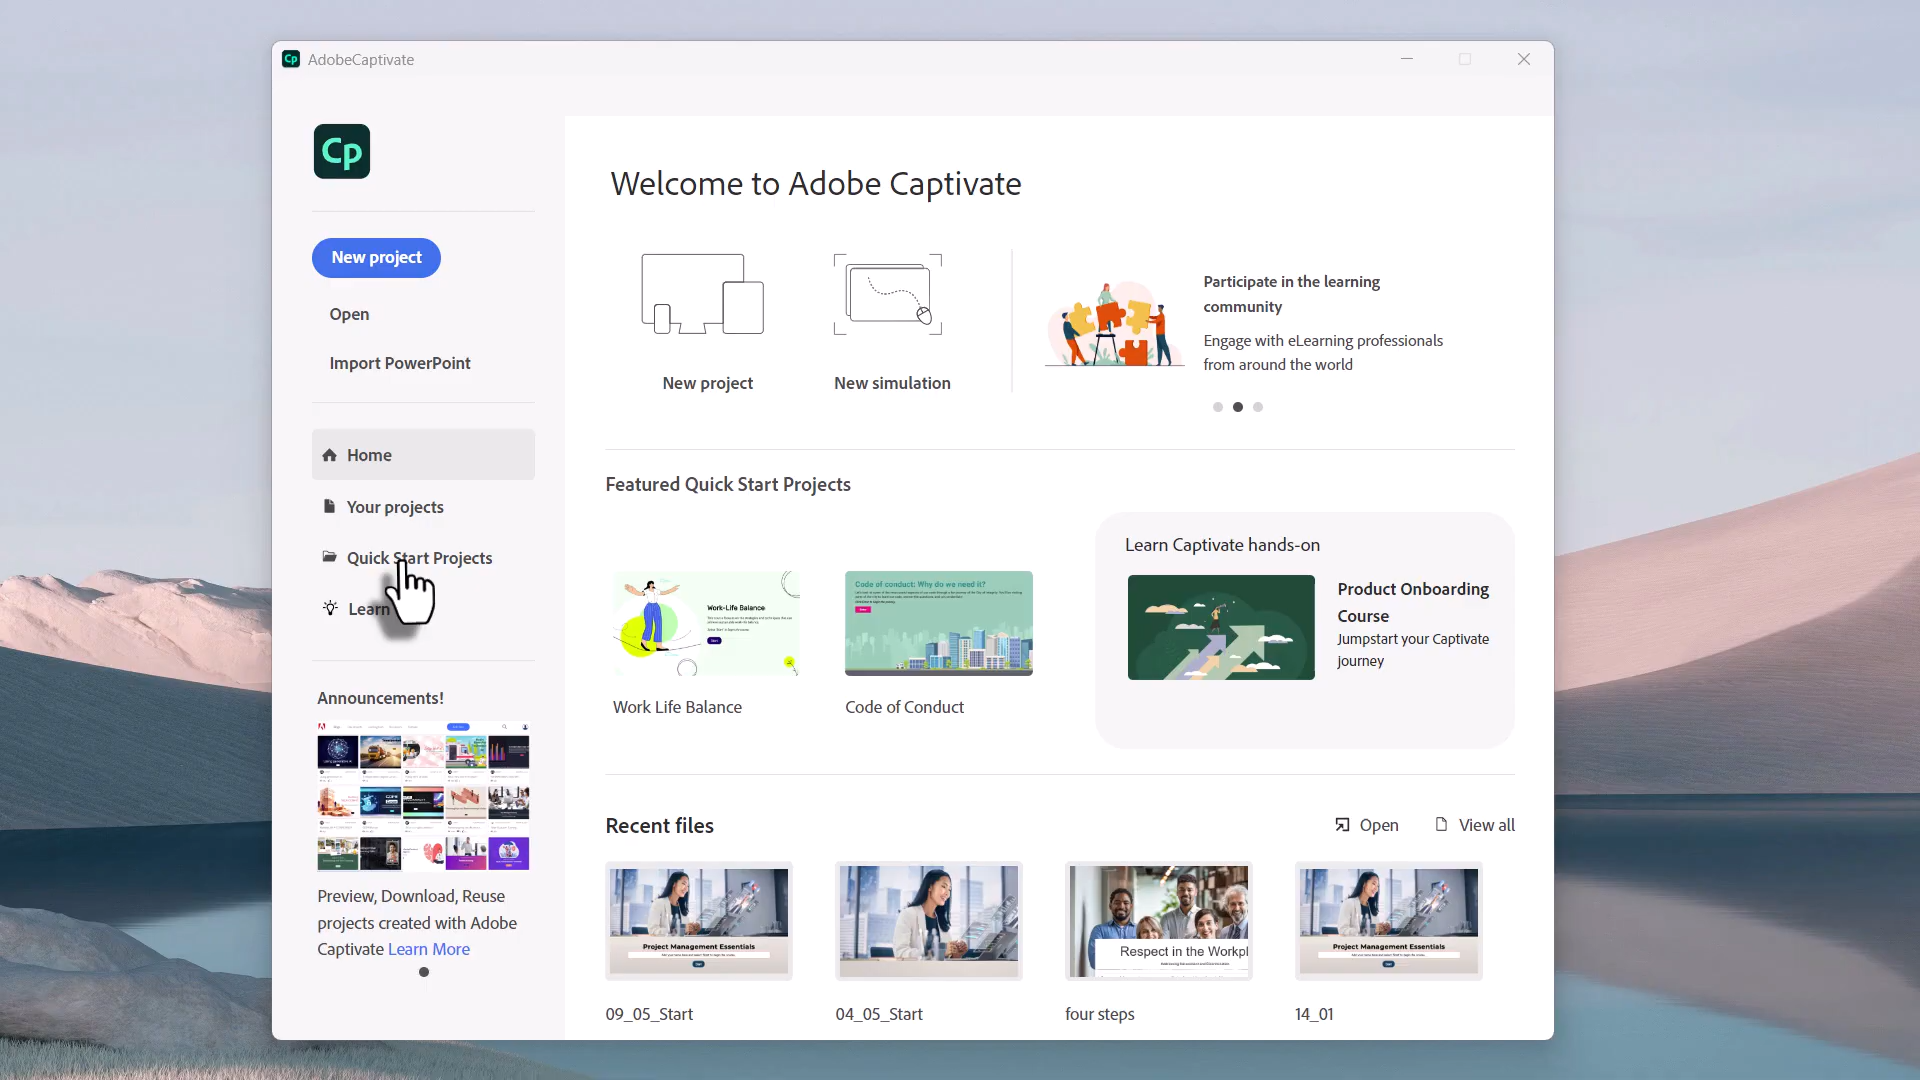 AdobeCaptivate
Cp
New project
Open
Import PowerPoint
Home
Your projects
Quick Start Projects
Learn
Announcements!
Preview, Download, Reuse
projects created with Adobe
Captivate Learn More
Welcome to Adobe Captivate
New project
New simulation
Participate in the learning
community
Engage with eLearning professionals
from around the world
Featured Quick Start Projects
Work-Life Balance
Work Life Balance
Code of conduct: Why do we need it?
Code of Conduct
Learn Captivate hands-on
Product Onboarding
Course
Jumpstart your Captivate
journey
Recent files
Open
View all
Project Management Essentials
09_05_Start
04_05_Start
Respect in the Workpl
four steps
Project Management Essentials
14_01